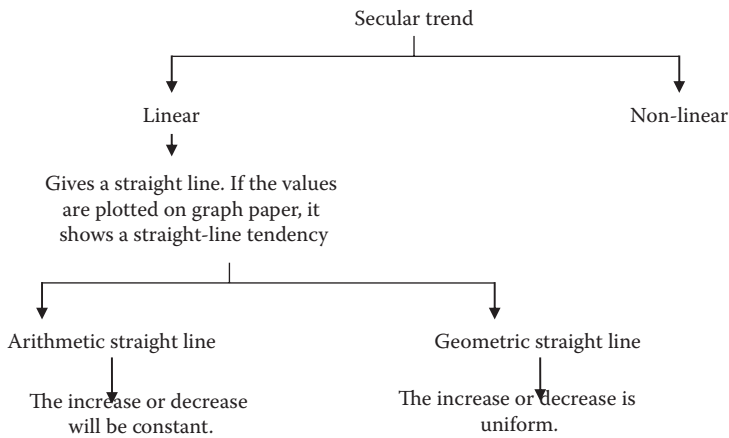 Secular trend
Linear
Non-linear
Gives a straight line. If the values
are plotted on graph paper, it
shows a straight-line tendency
Arithmetic straight line
Geometric straight line
The increase or decrease
will be constant.
The increase or decrease is
uniform.